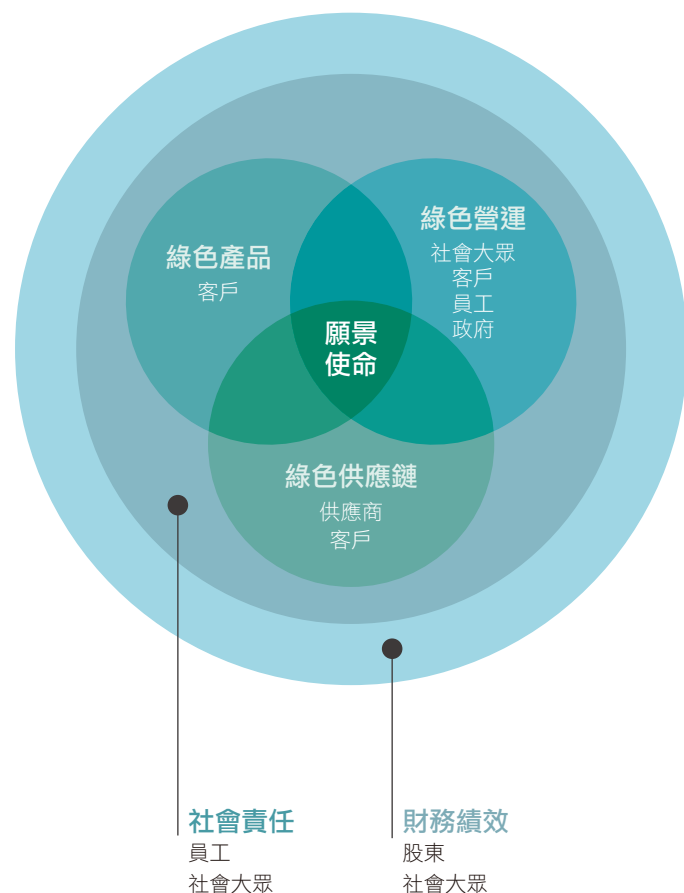 綠色產品
客戶
綠色營運
社會大眾
客戶
員工
政府
願景
使命
綠色供應鏈
供應商
客戶
社會責任
員工
社會大眾
財務績效
股東
社會大眾